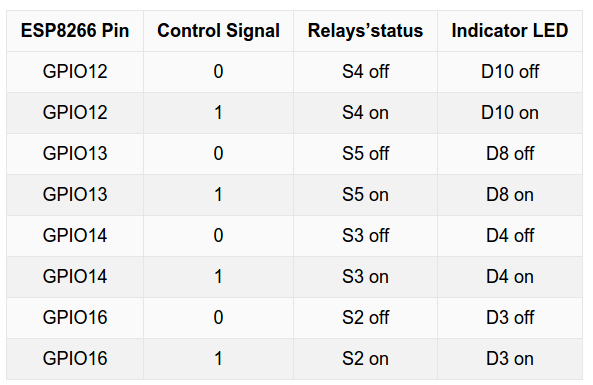 ESP8266 Pin Control Signal Relays’status Indicator LED
GPIO12 0 S4 off D10 off
GPIO12 1 S4 on D10 on
GPIO13 0 S5 off D8 off
GPIO13 1 S5 on D8 on
GPIO14 0 S3 off D4 off
GPIO14 1 S3 on D4 on
GPIO16 0 S2 off D3 off
GPIO16 1 S2 on D3 on